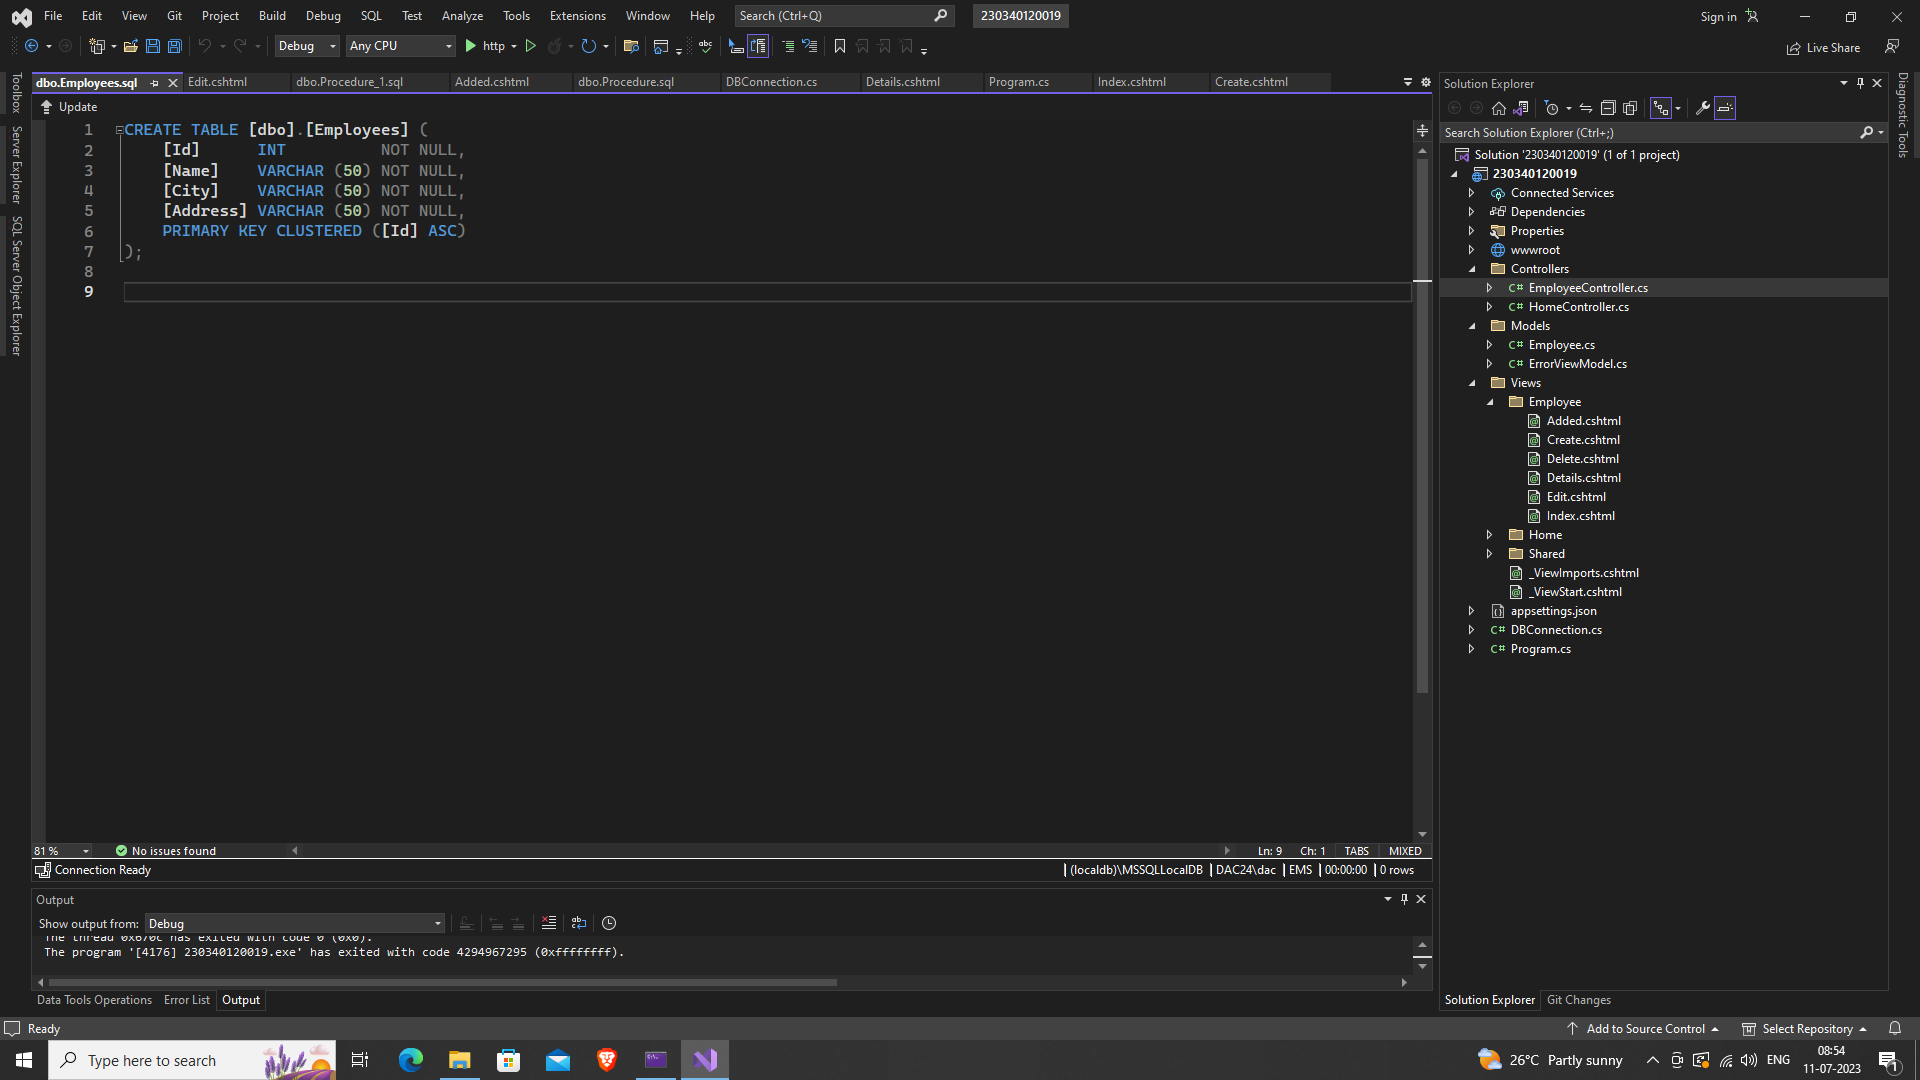 File Edit View Git Project Build Debug SQL Test Analyze Tools Extensions Window Help Search (Ctrl+Q) 230340120019 Sign in
Debug Any CPU http Live Share
Toolbox
Server Explorer
SQL Server Object Explorer
dbo.Employees.sql Edit.cshtml dbo.Procedure_1.sql Added.cshtml dbo.Procedure.sql DBConnection.cs Details.cshtml Program.cs Index.cshtml Create.cshtml
Update
1 CREATE TABLE [dbo].[Employees] (
2 [Id] INT NOT NULL,
3 [Name] VARCHAR (50) NOT NULL,
4 [City] VARCHAR (50) NOT NULL,
5 [Address] VARCHAR (50) NOT NULL,
6 PRIMARY KEY CLUSTERED ([Id] ASC)
7 );
8
9
81 % No issues found Ln: 9 Ch: 1 TABS MIXED
Connection Ready (localdb)\MSSQLLocalDB DAC24\dac EMS 00:00:00 0 rows
Output
Show output from: Debug
The thread 0x670c has exited with code 0 (0x0).
The program '[4176] 230340120019.exe' has exited with code 4294967295 (0xffffffff).
Data Tools Operations Error List Output
Solution Explorer
Search Solution Explorer (Ctrl+;)
Solution '230340120019' (1 of 1 project)
230340120019
Connected Services
Dependencies
Properties
wwwroot
Controllers
C# EmployeeController.cs
C# HomeController.cs
Models
C# Employee.cs
C# ErrorViewModel.cs
Views
Employee
Added.cshtml
Create.cshtml
Delete.cshtml
Details.cshtml
Edit.cshtml
Index.cshtml
Home
Shared
_ViewImports.cshtml
_ViewStart.cshtml
appsettings.json
C# DBConnection.cs
C# Program.cs
Solution Explorer Git Changes
Diagnostic Tools
Ready Add to Source Control Select Repository
Type here to search 26°C Partly sunny ENG 08:54
11-07-2023 1